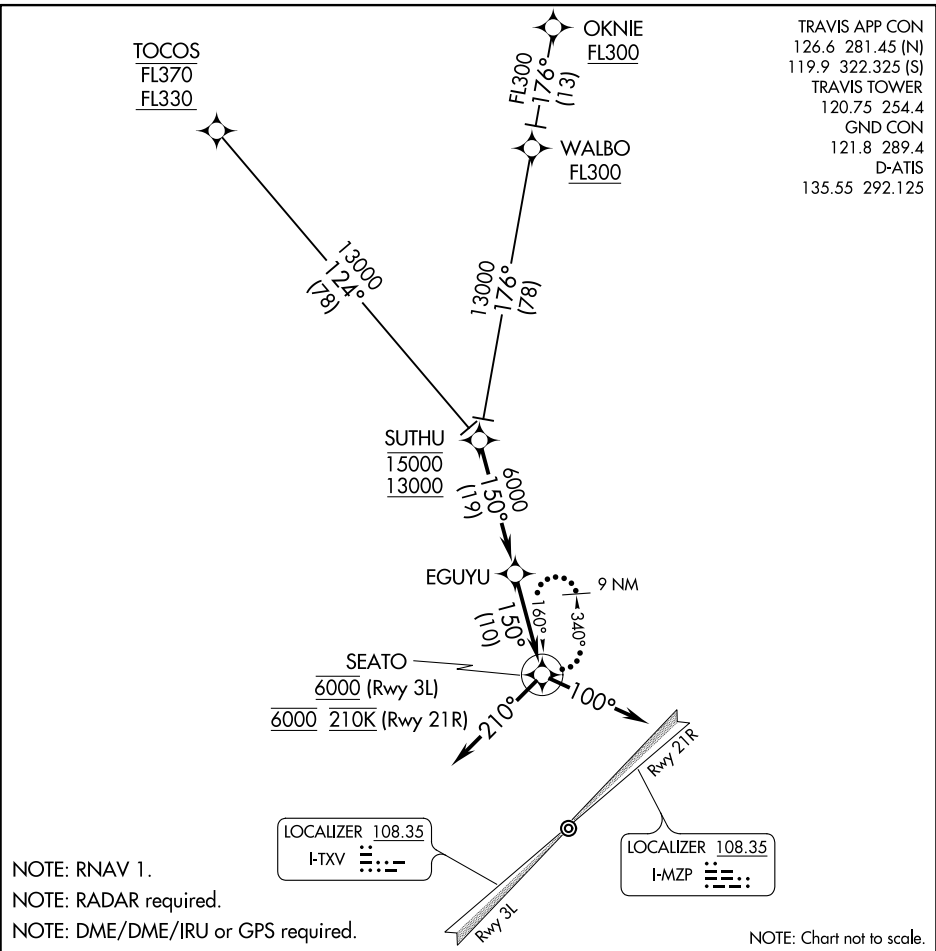 TRAVIS APP CON
126.6 281.45 (N)
119.9 322.325 (S)
TRAVIS TOWER
120.75 254.4
GND CON
121.8 289.4
D-ATIS
135.55 292.125
TOCOS
FL370
FL330
OKNIE
FL300
FL300
176°
(13)
WALBO
FL300
13000
124°
(78)
13000
176°
(78)
SUTHU
15000
13000
6000
150°
(19)
EGUYU
150°
(10)
9 NM
160°
340°
SEATO
6000 (Rwy 3L)
6000 210K (Rwy 21R)
210°
100°
Rwy 21R
Rwy 3L
LOCALIZER 108.35
I-TXV
LOCALIZER 108.35
I-MZP
NOTE: RNAV 1.
NOTE: RADAR required.
NOTE: DME/DME/IRU or GPS required.
NOTE: Chart not to scale.